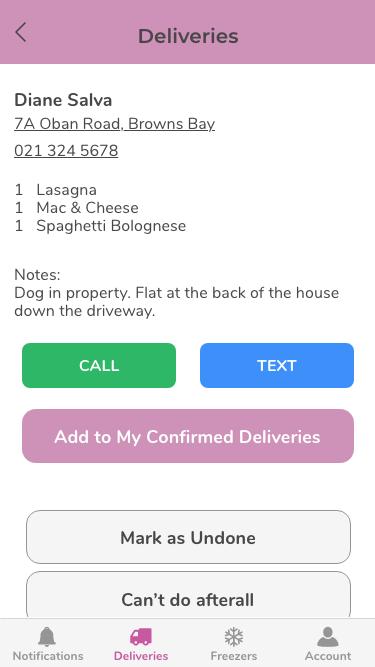 Deliveries
Diane Salva
7A Oban Road, Browns Bay
021 324 5678
1 Lasagna
1 Mac & Cheese
1 Spaghetti Bolognese
Notes:
Dog in property. Flat at the back of the house
down the driveway.
CALL TEXT
Add to My Confirmed Deliveries
Mark as Undone
Can't do afterall
Notifications Deliveries Freezers Account